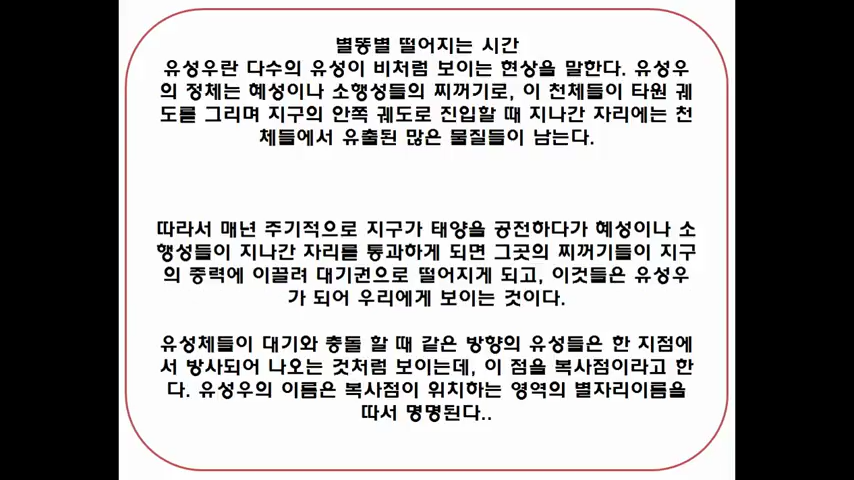 별똥별 떨어지는 시간
유성우란 다수의 유성이 비처럼 보이는 현상을 말한다. 유성우
의 정체는 혜성이나 소행성들의 찌꺼기로, 이 천체들이 타원 궤
도를 그리며 지구의 안쪽 궤도로 진입할 때 지나간 자리에는 천
체들에서 유출된 많은 물질들이 남는다.
따라서 매년 주기적으로 지구가 태양을 공전하다가 혜성이나 소
행성들이 지나간 자리를 통과하게 되면 그곳의 찌꺼기들이 지구
의 중력에 이끌려 대기권으로 떨어지게 되고, 이것들은 유성우
가 되어 우리에게 보이는 것이다.
유성체들이 대기와 충돌 할 때 같은 방향의 유성들은 한 지점에
서 방사되어 나오는 것처럼 보이는데, 이 점을 복사점이라고 한
다. 유성우의 이름은 복사점이 위치하는 영역의 별자리이름을
따서 명명된다..